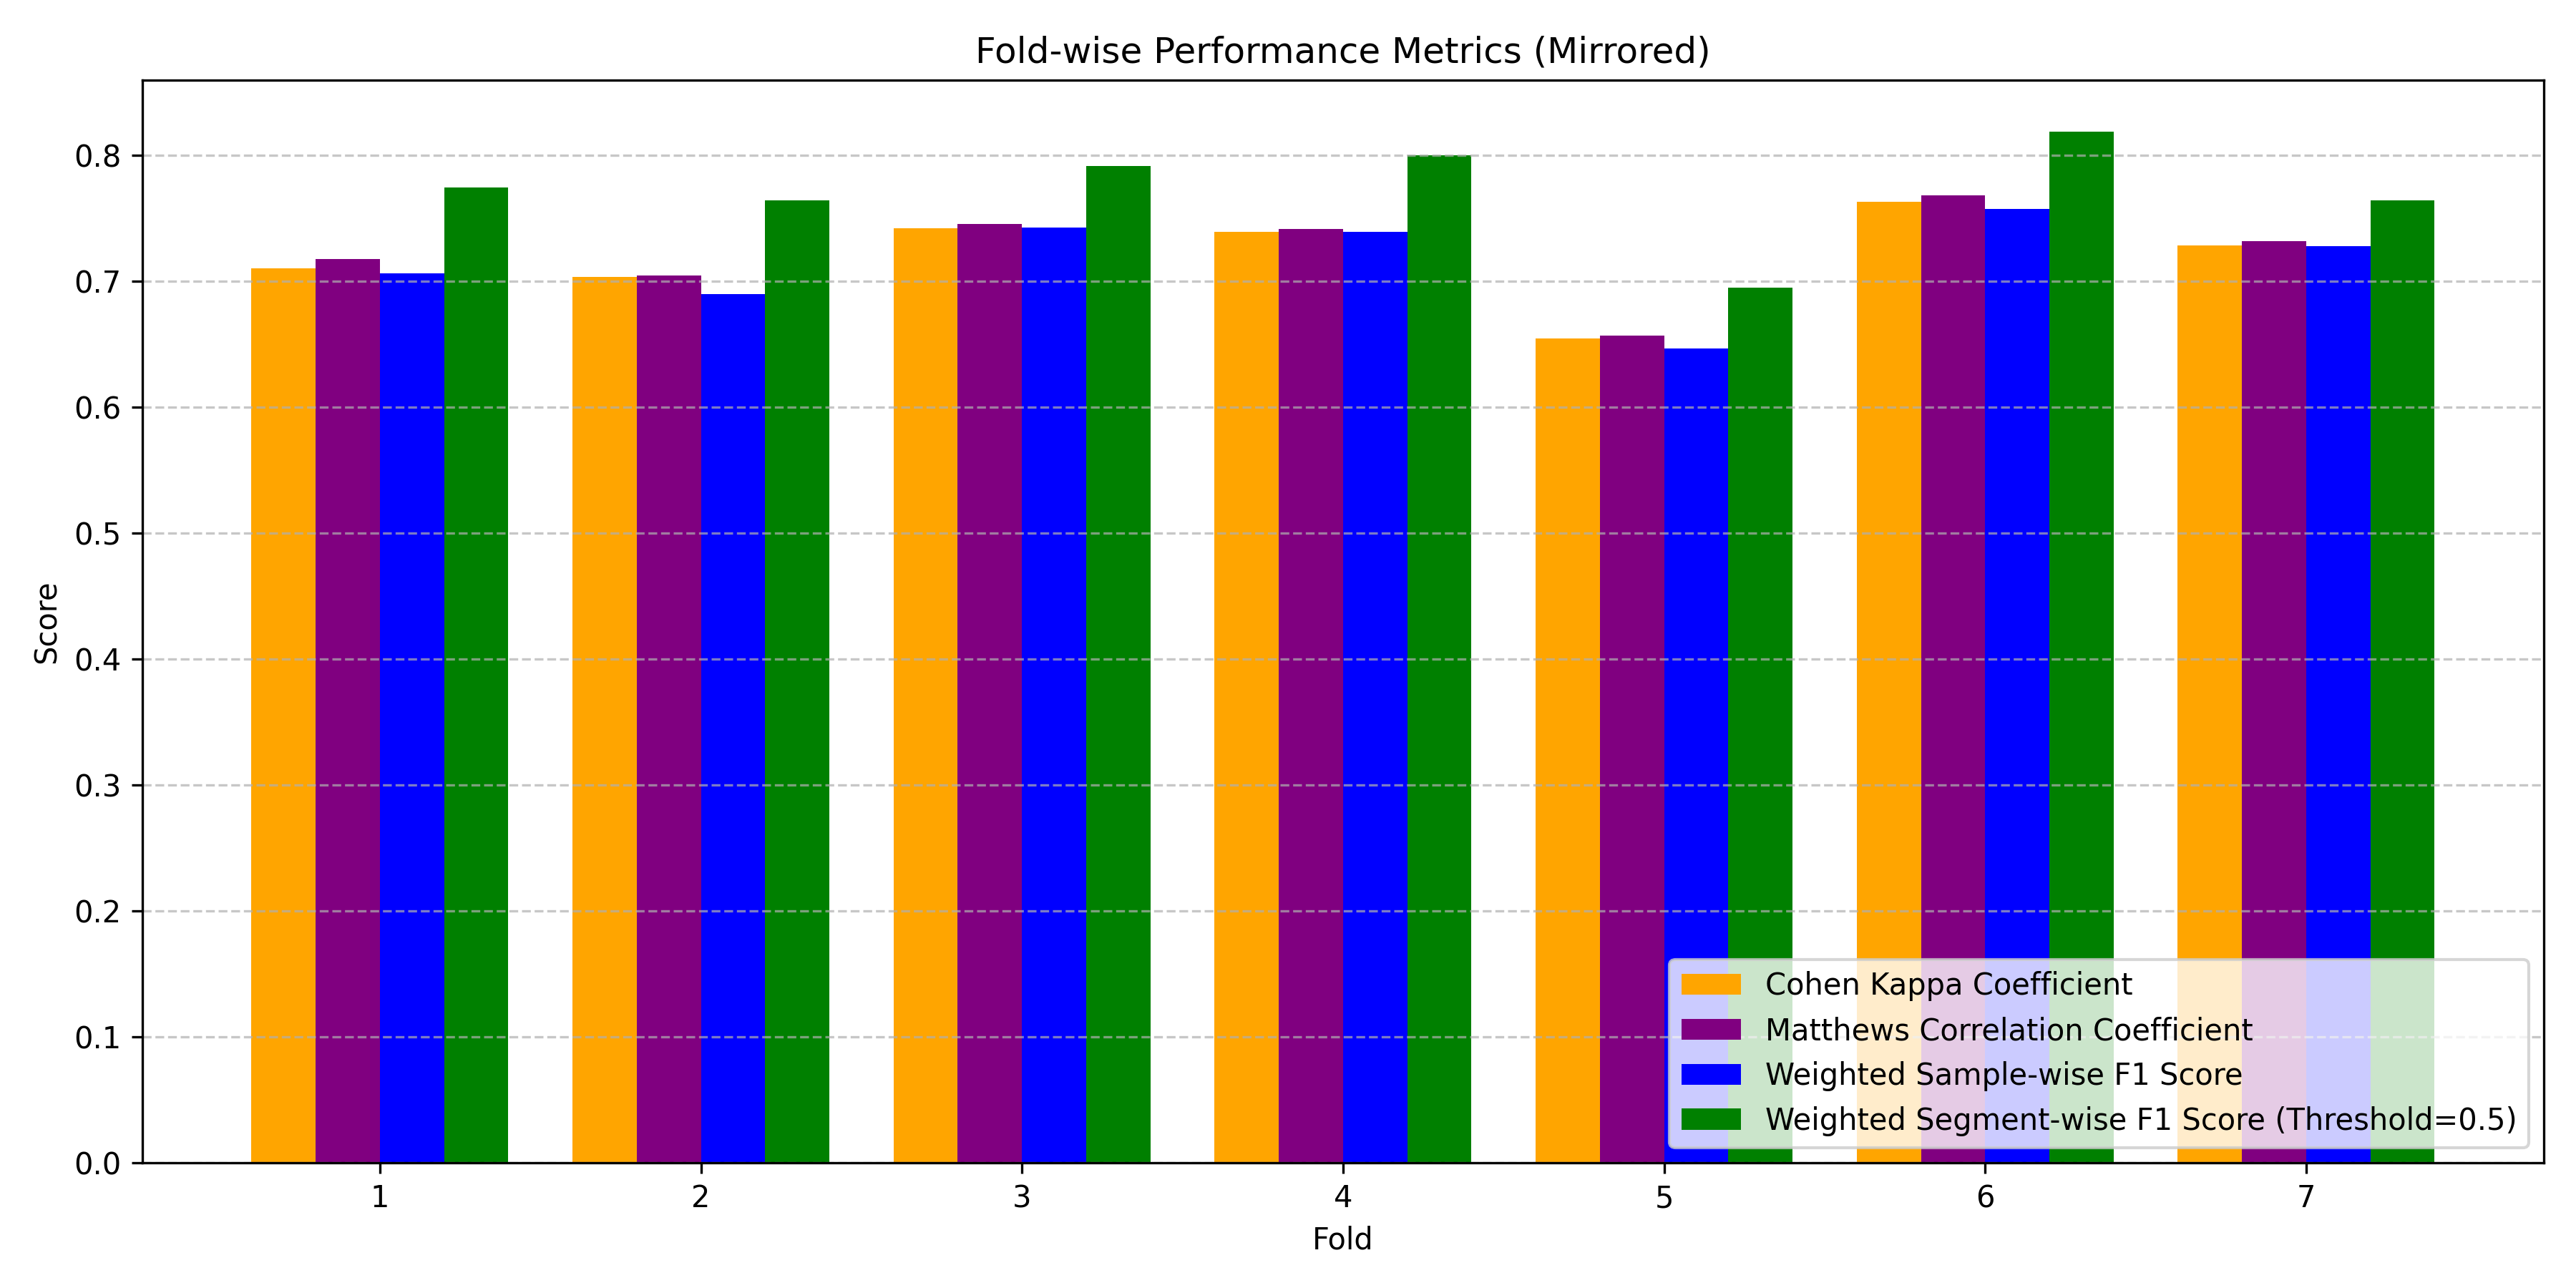 Fold-wise Performance Metrics (Mirrored)
Score
0.8
0.7
0.6
0.5
0.4
0.3
0.2
0.1
0.0
Cohen Kappa Coefficient
Matthews Correlation Coefficient
Weighted Sample-wise F1 Score
Weighted Segment-wise F1 Score (Threshold=0.5)
1 2 3 4 5 6 7
Fold